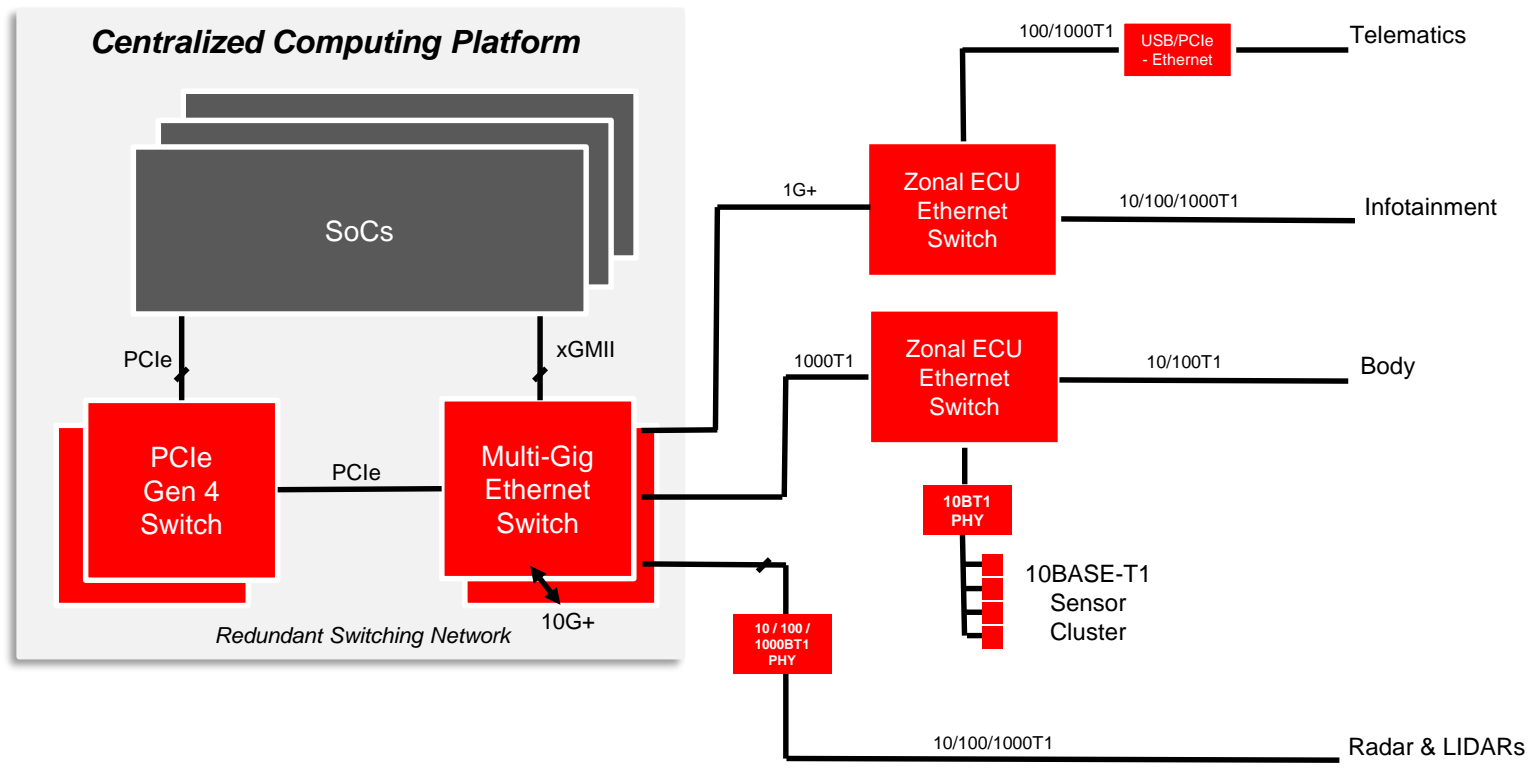 Centralized Computing Platform
SoCs
PCIe
xGMII
PCIe
Gen 4
Switch
PCIe
Multi-Gig
Ethernet
Switch
10G+
Redundant Switching Network
1G+
1000T1
Zonal ECU
Ethernet
Switch
100/1000T1
USB/PCIe
- Ethernet
Telematics
10/100/1000T1
Infotainment
Zonal ECU
Ethernet
Switch
10/100T1
Body
10BT1
PHY
10BASE-T1
Sensor
Cluster
10 / 100 /
1000BT1
PHY
10/100/1000T1
Radar & LIDARs